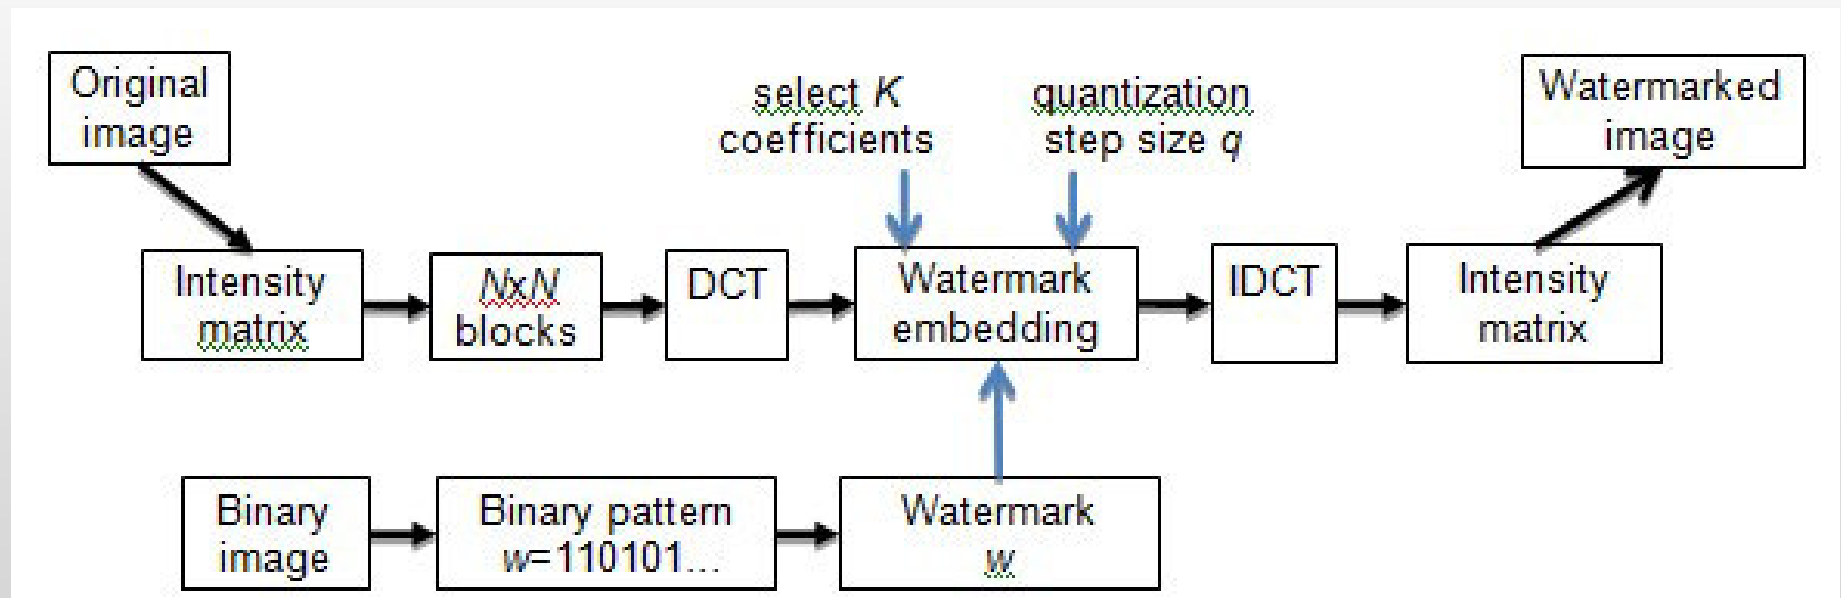 Original
image
select K
coefficients
quantization
step size q
Watermarked
image
Intensity
matrix
NxN
blocks
DCT
Watermark
embedding
IDCT
Intensity
matrix
Binary
image
Binary pattern
w=110101...
Watermark
w